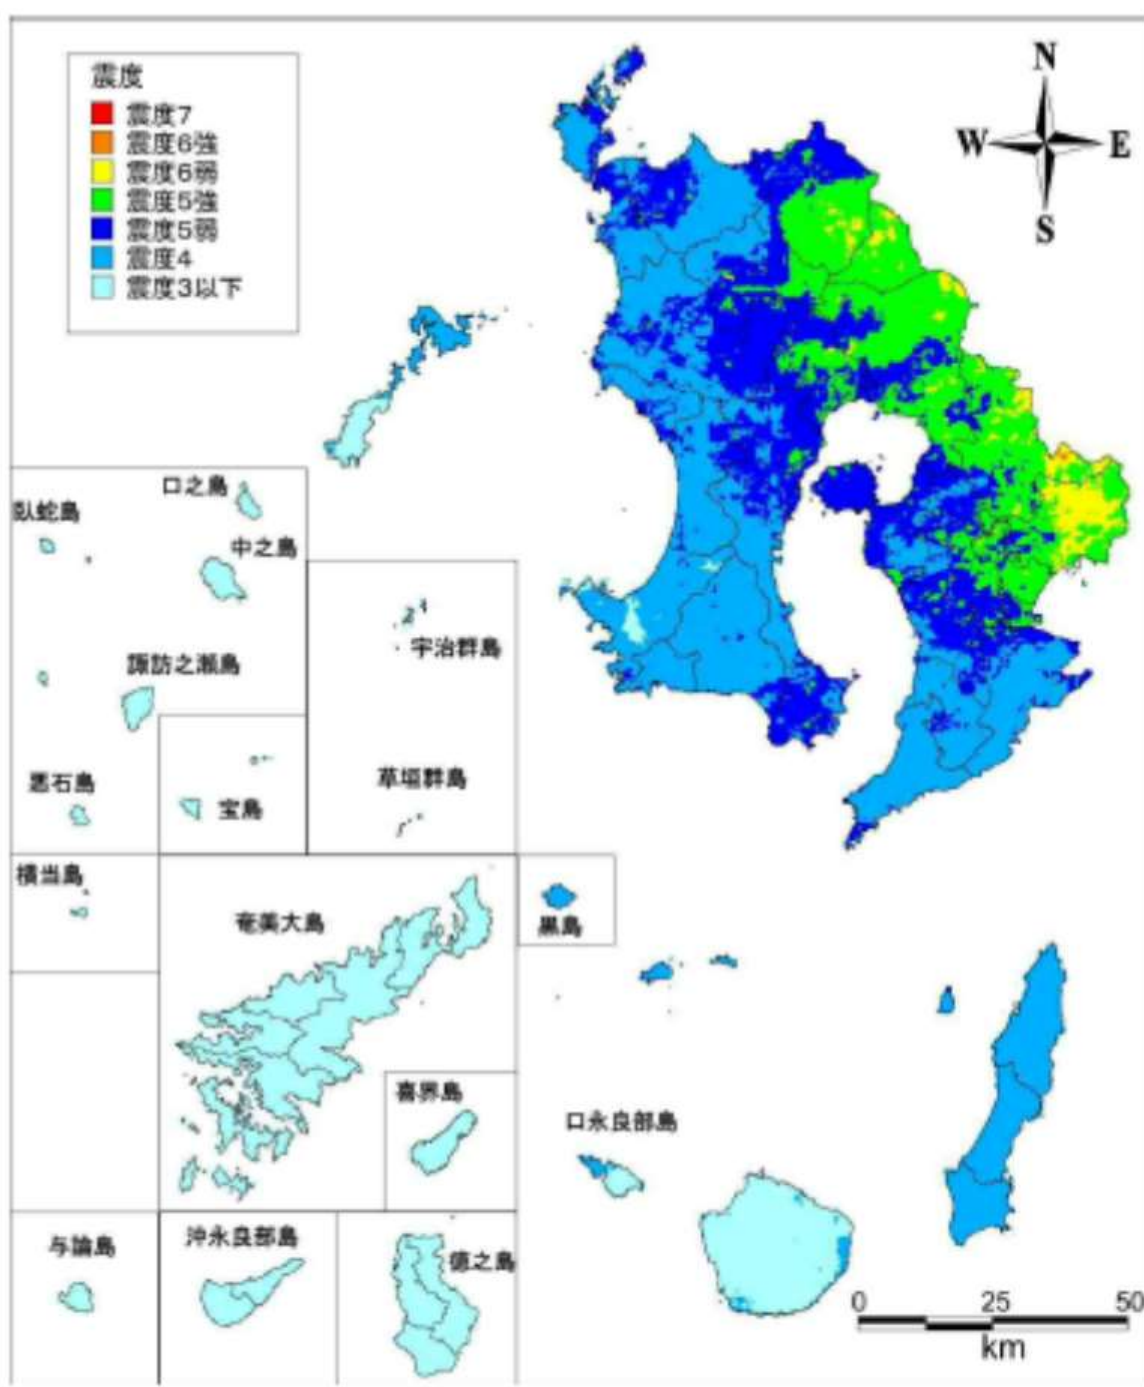 震度
震度7
震度6強
震度6弱
震度5強
震度5弱
震度4
震度3以下
N
W E
S
口之島
臥蛇島
中之島
宇治群島
諏訪之瀬島
草垣群島
悪石島
宝島
横当島
奄美大島
黒島
喜界島
口永良部島
与論島
沖永良部島
徳之島
0 25 50
km